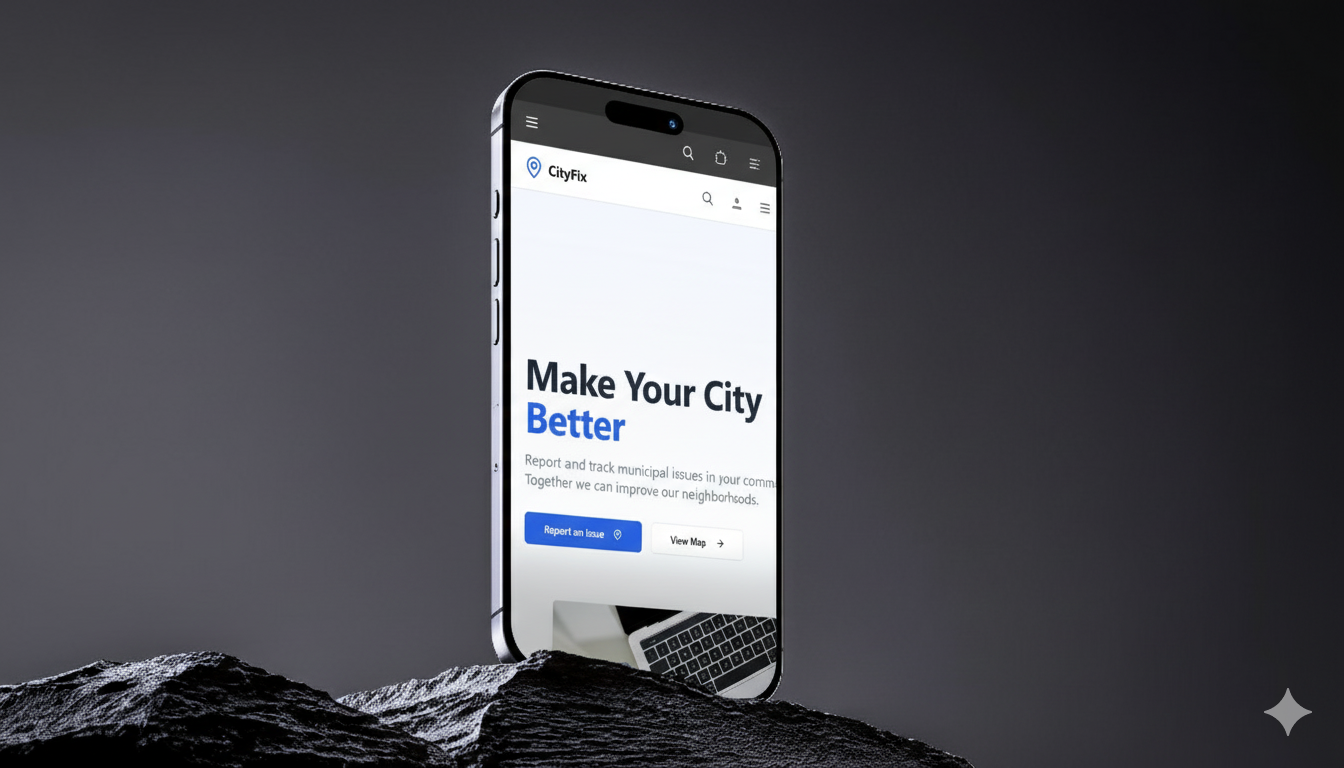 CityFix
Make Your City
Better
Report and track municipal issues in your comm
Together we can improve our neighborhsods.
Report an Issue
View Map